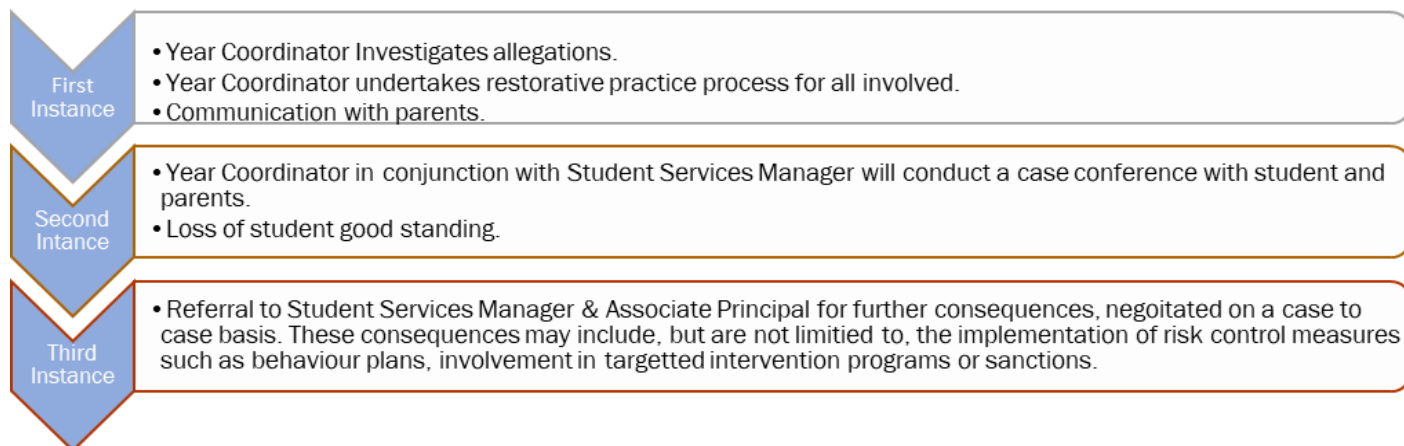 First
Instance
• Year Coordinator Investigates allegations.
• Year Coordinator undertakes restorative practice process for all involved.
• Communication with parents.
Second
Intance
• Year Coordinator in conjunction with Student Services Manager will conduct a case conference with student and
parents.
• Loss of student good standing.
Third
Instance
• Referral to Student Services Manager & Associate Principal for further consequences, negoitated on a case to
case basis. These consequences may include, but are not limitied to, the implementation of risk control measures
such as behaviour plans, involvement in targetted intervention programs or sanctions.